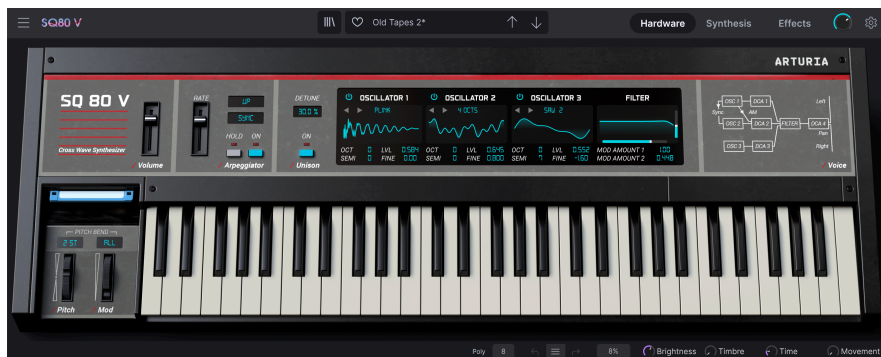 SQ80 V
Old Tapes 2*
Hardware Synthesis Effects
ARTURIA
SQ 80 V
Cross Wave Synthesizer
Volume
RATE
UP
SYNC
HOLD ON
Arpeggiator
DETUNE
30.0 %
ON
Unison
OSCILLATOR 1 OSCILLATOR 2 OSCILLATOR 3 FILTER
PLINK 4 OCTS SAW 2
OCT 0 LVL 0.584 OCT 0 LVL 0.645 OCT 0 LVL 0.552 MOD AMOUNT 1 1.00
SEMI 0 FINE 0.00 SEMI 0 FINE 0.800 SEMI 7 FINE -1.60 MOD AMOUNT 2 0.448
OSC 1 DCA 1 Left
Sync AM
OSC 2 DCA 2 FILTER DCA 4
Pan
OSC 3 DCA 3 Right
Voice
PITCH BEND
2 ST ALL
Pitch Mod
Poly 8 8% Brightness Timbre Time Movement